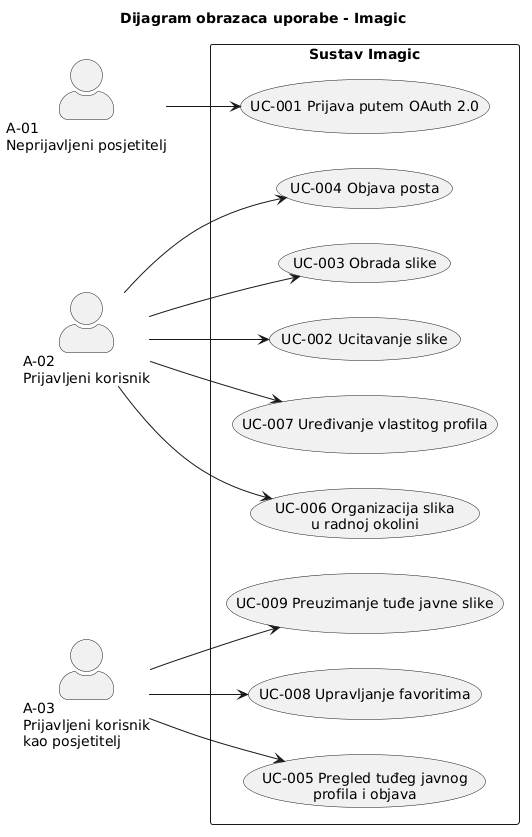 Dijagram obrazaca uporabe - Imagic
Sustav Imagic
A-01
Neprijavljeni posjetitelj
UC-001 Prijava putem OAuth 2.0
UC-004 Objava posta
UC-003 Obrada slike
A-02
Prijavljeni korisnik
UC-002 Ucitavanje slike
UC-007 Uređivanje vlastitog profila
UC-006 Organizacija slika
u radnoj okolini
UC-009 Preuzimanje tuđe javne slike
A-03
Prijavljeni korisnik
kao posjetitelj
UC-008 Upravljanje favoritima
UC-005 Pregled tuđeg javnog
profila i objava